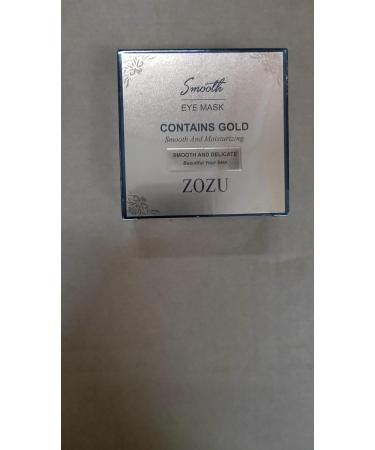 Smooth
EYE MASK
CONTAINS GOLD
Smooth And Moisturizing
SMOOTH AND DELICATE
Beautiful Your Skin
ZOZU